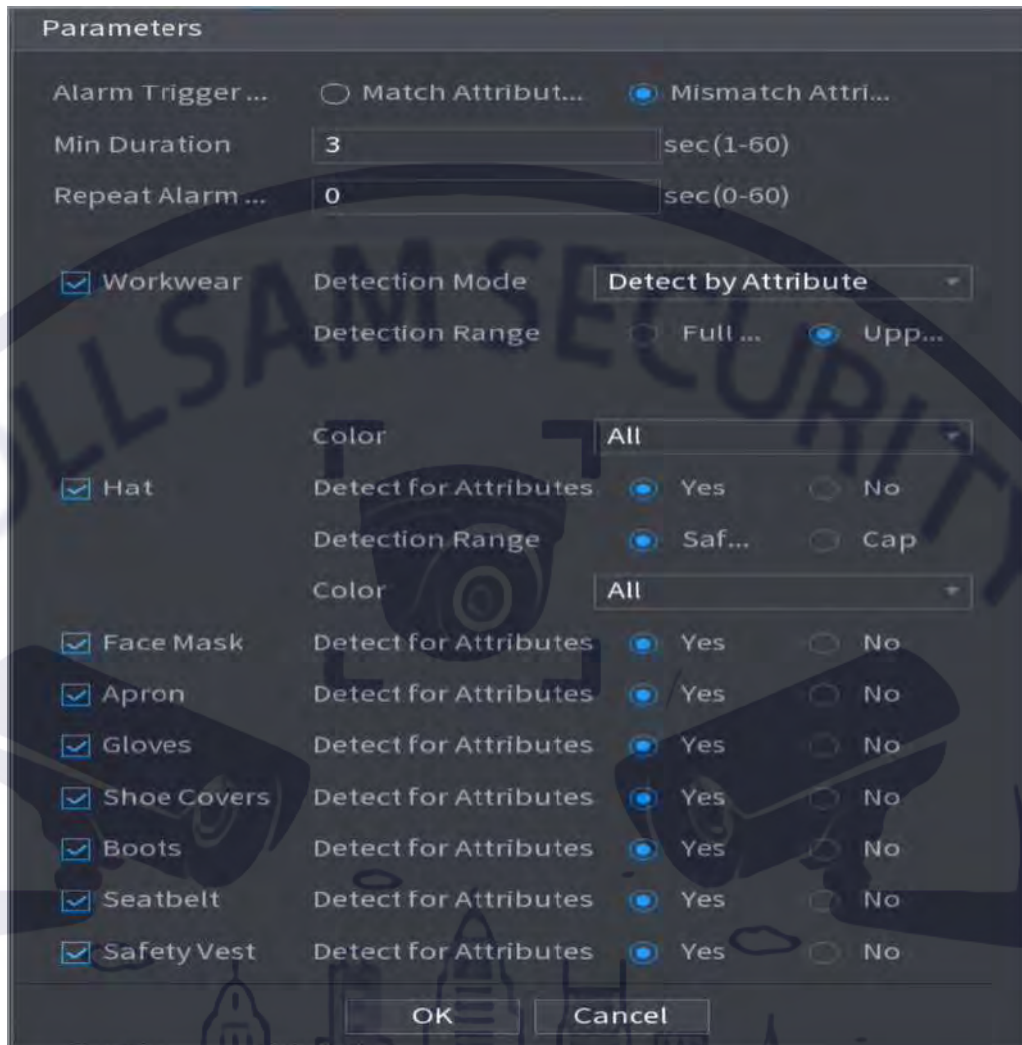 Parameters
Alarm Trigger ... Match Attribut... Mismatch Attri...
Min Duration 3 sec(1-60)
Repeat Alarm ... 0 sec(0-60)
Workwear Detection Mode Detect by Attribute
Detection Range Full ... Upp...
Color All
Hat Detect for Attributes Yes No
Detection Range Saf... Cap
Color All
Face Mask Detect for Attributes Yes No
Apron Detect for Attributes Yes No
Gloves Detect for Attributes Yes No
Shoe Covers Detect for Attributes Yes No
Boots Detect for Attributes Yes No
Seatbelt Detect for Attributes Yes No
Safety Vest Detect for Attributes Yes No
OK Cancel
LLSAM SECURITY